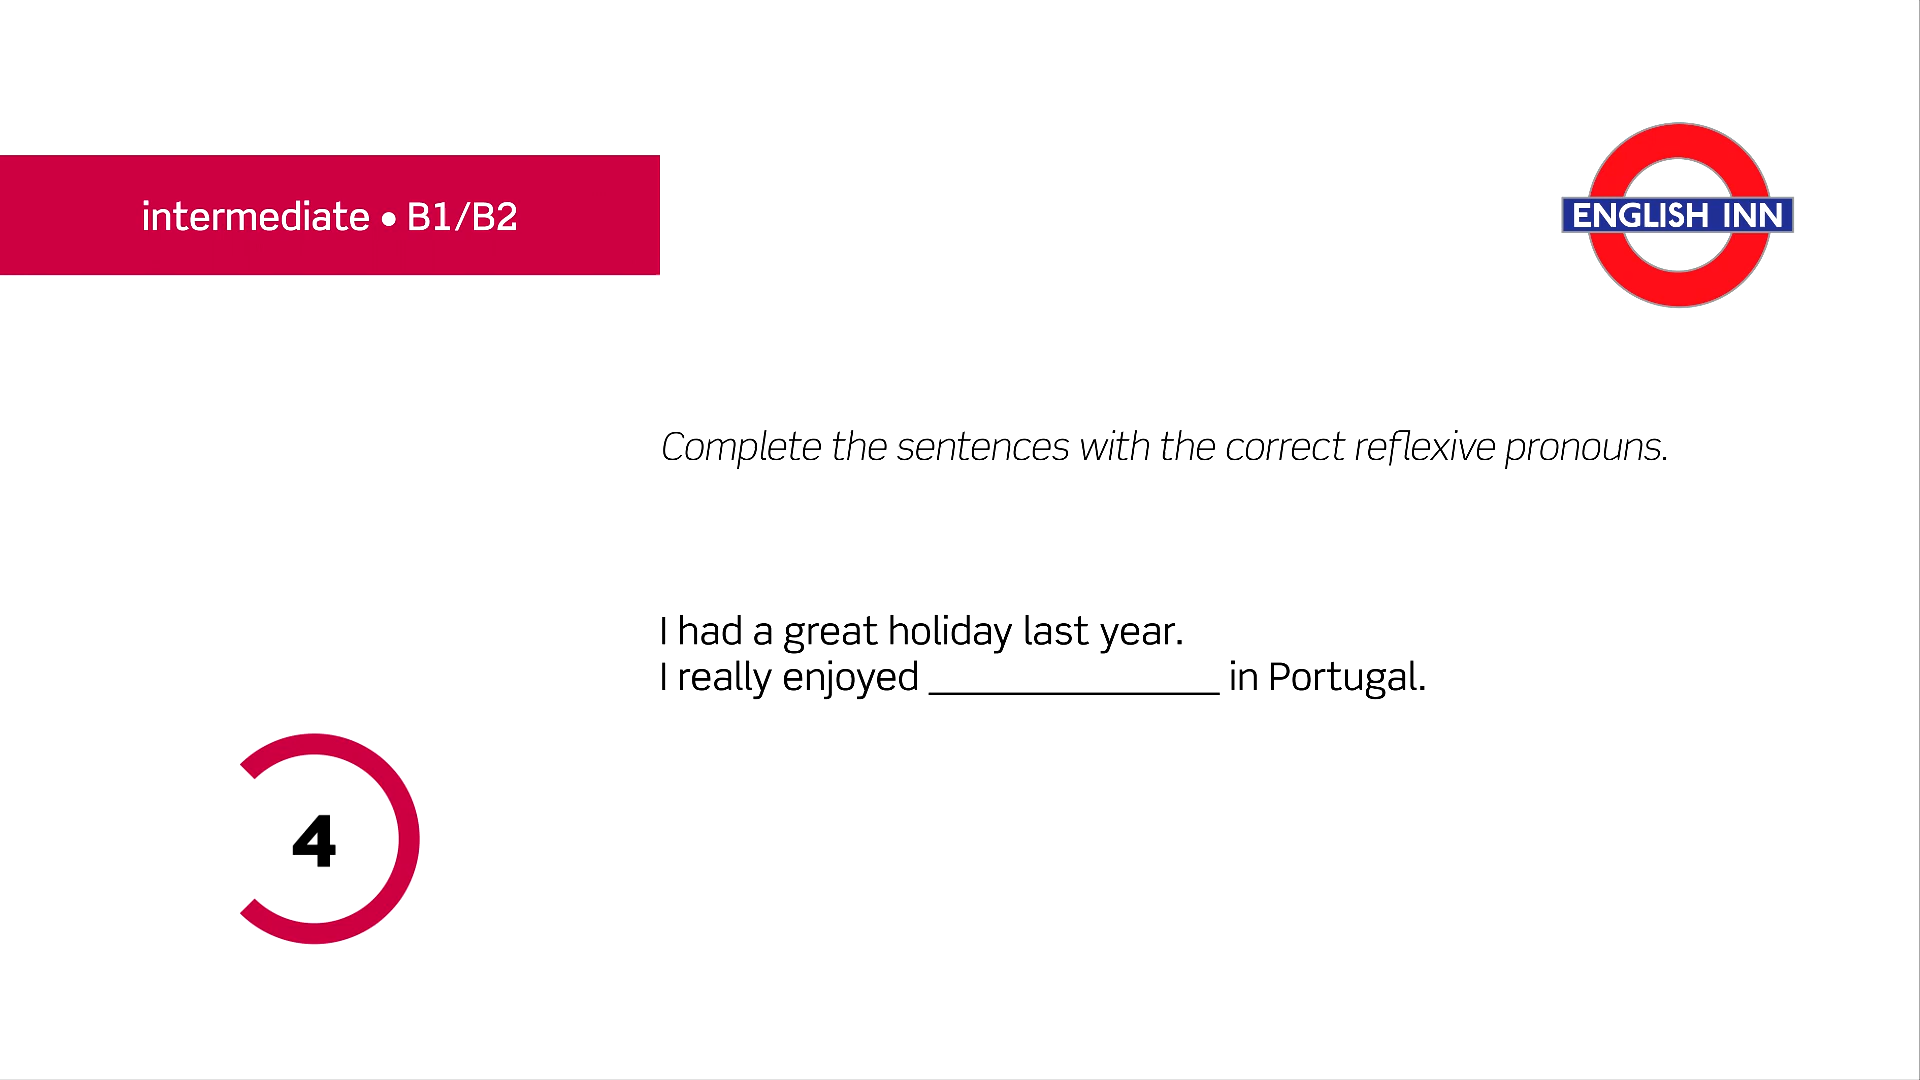 intermediate • B1/B2
ENGLISH INN
Complete the sentences with the correct reflexive pronouns.
I had a great holiday last year.
I really enjoyed ______________ in Portugal.
4